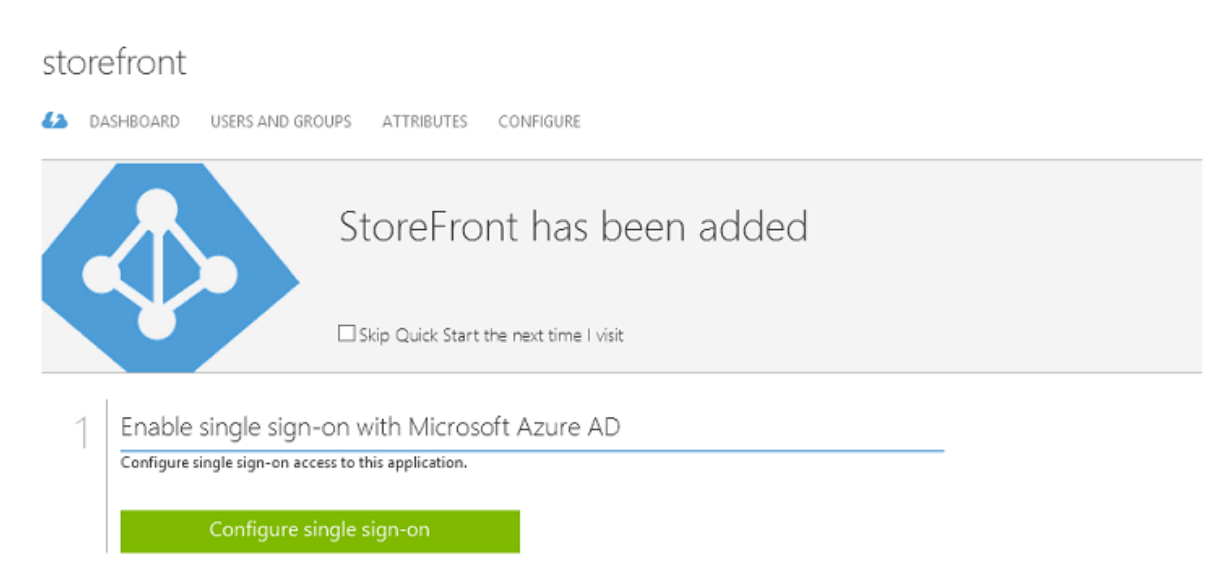 storefront
DASHBOARD USERS AND GROUPS ATTRIBUTES CONFIGURE
StoreFront has been added
Skip Quick Start the next time I visit
1 Enable single sign-on with Microsoft Azure AD
Configure single sign-on access to this application.
Configure single sign-on